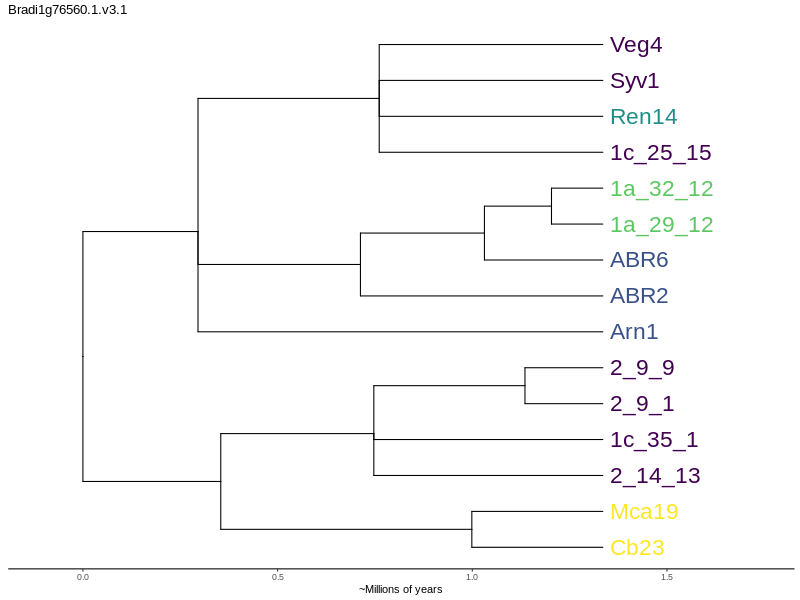 Bradi1g76560.1.v3.1
Veg4
Syv1
Ren14
1c_25_15
1a_32_12
1a_29_12
ABR6
ABR2
Arn1
2_9_9
2_9_1
1c_35_1
2_14_13
Mca19
Cb23
0.0 0.5 1.0 1.5
~Millions of years